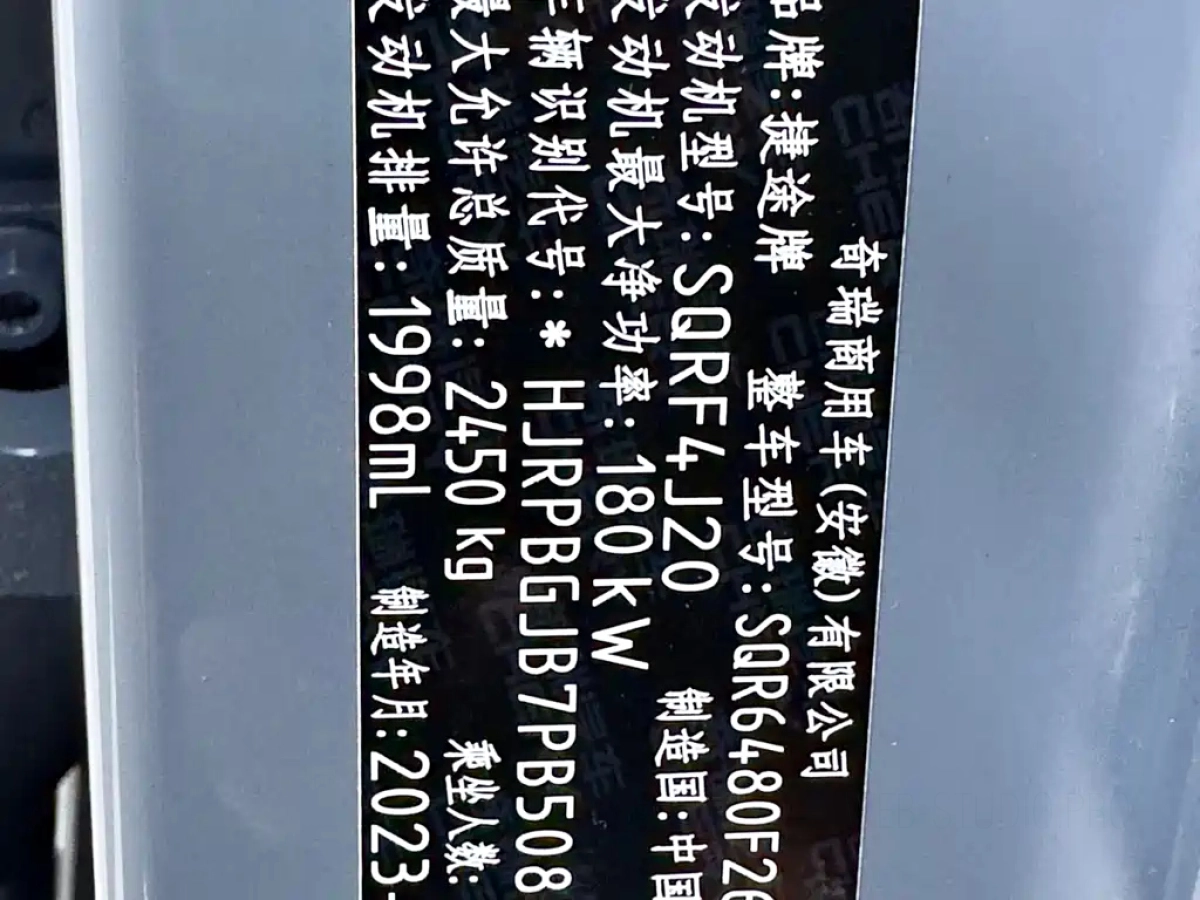 奇瑞商用车(安徽)有限公司
品牌:捷途牌 整车型号:SQR6480F26
发动机型号:SQRF4J20 制造国:中国
发动机最大净功率:180kW
车辆识别代号:* HJRPBGJB7PB508
最大允许总质量:2450kg 乘坐人数:
发动机排量:1998mL 制造年月:2023-